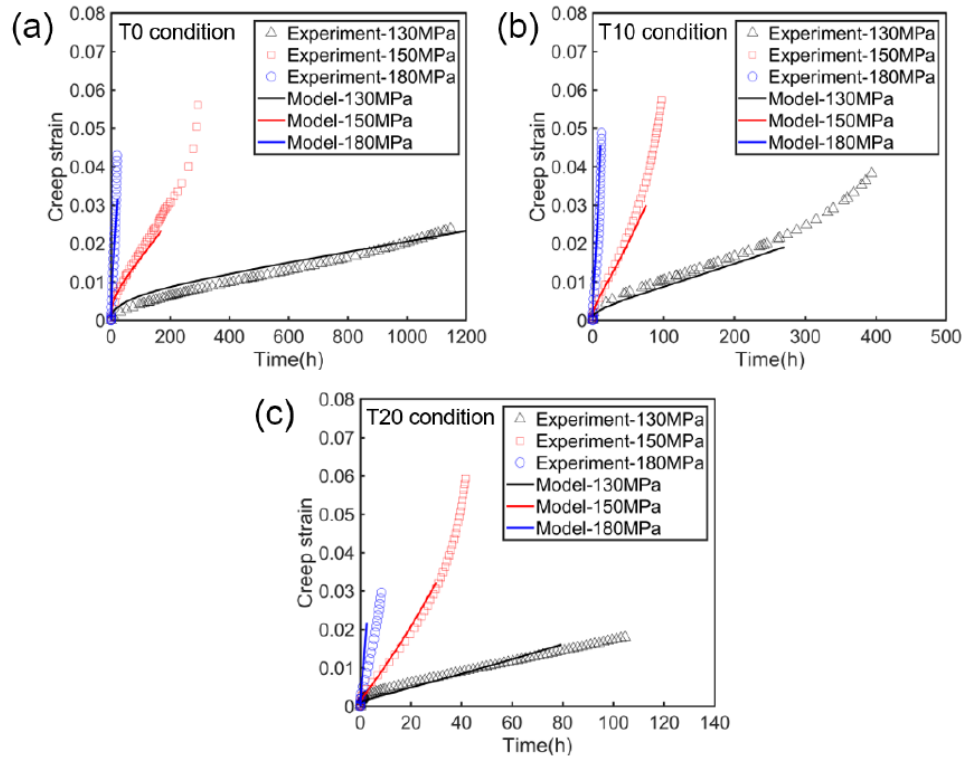 (a)
T0 condition
Experiment-130MPa
Experiment-150MPa
Experiment-180MPa
Model-130MPa
Model-150MPa
Model-180MPa
Creep strain
0.08
0.07
0.06
0.05
0.04
0.03
0.02
0.01
0
0
200
400
600
800
1000
1200
Time(h)
(b)
T10 condition
Experiment-130MPa
Experiment-150MPa
Experiment-180MPa
Model-130MPa
Model-150MPa
Model-180MPa
Creep strain
0.08
0.07
0.06
0.05
0.04
0.03
0.02
0.01
0
0
100
200
300
400
500
Time(h)
(c)
T20 condition
Experiment-130MPa
Experiment-150MPa
Experiment-180MPa
Model-130MPa
Model-150MPa
Model-180MPa
Creep strain
0.08
0.07
0.06
0.05
0.04
0.03
0.02
0.01
0
0
20
40
60
80
100
120
140
Time(h)